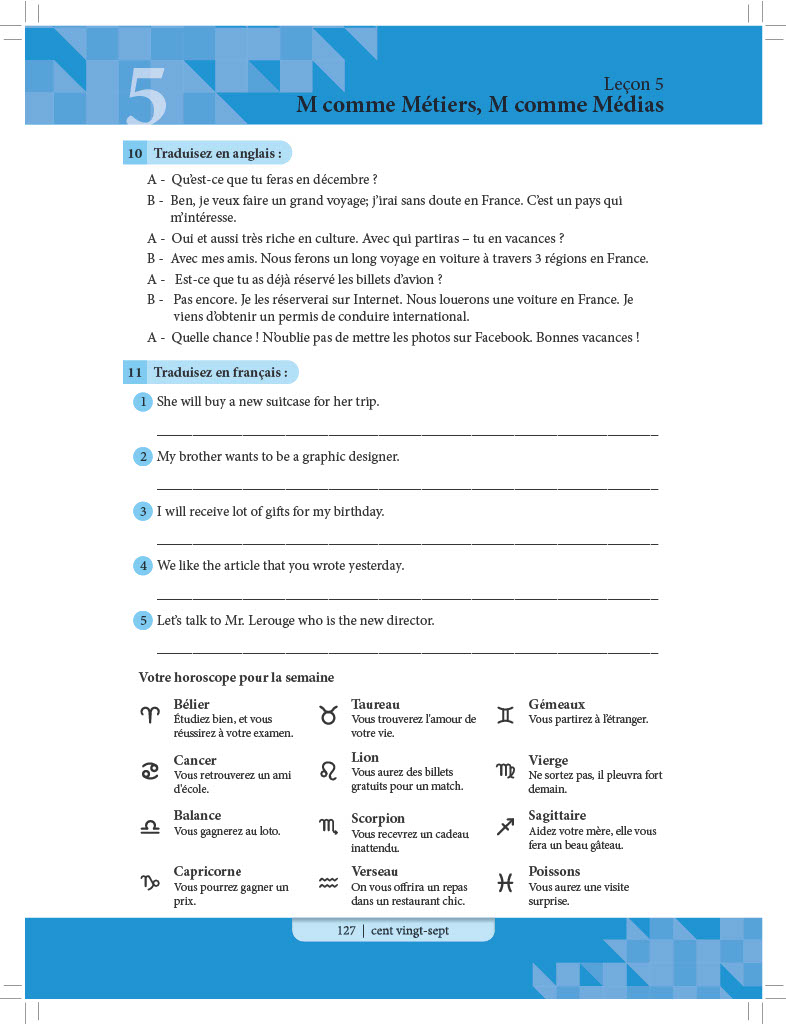 5
Leçon 5
M comme Métiers, M comme Médias
10 Traduisez en anglais :
A - Qu'est-ce que tu feras en décembre ?
B - Ben, je veux faire un grand voyage; j'irai sans doute en France. C'est un pays qui
m'intéresse.
A - Oui et aussi très riche en culture. Avec qui partiras – tu en vacances ?
B - Avec mes amis. Nous ferons un long voyage en voiture à travers 3 régions en France.
A - Est-ce que tu as déjà réservé les billets d'avion ?
B - Pas encore. Je les réserverai sur Internet. Nous louerons une voiture en France. Je
viens d'obtenir un permis de conduire international.
A - Quelle chance ! N'oublie pas de mettre les photos sur Facebook. Bonnes vacances !
11 Traduisez en français :
1 She will buy a new suitcase for her trip.
2 My brother wants to be a graphic designer.
3 I will receive lot of gifts for my birthday.
4 We like the article that you wrote yesterday.
5 Let's talk to Mr. Lerouge who is the new director.
Votre horoscope pour la semaine
Bélier
Étudiez bien, et vous
réussirez à votre examen.
Taureau
Vous trouverez l'amour de
votre vie.
Gémeaux
Vous partirez à l'étranger.
Cancer
Vous retrouverez un ami
d'école.
Lion
Vous aurez des billets
gratuits pour un match.
Vierge
Ne sortez pas, il pleuvra fort
demain.
Balance
Vous gagnerez au loto.
Scorpion
Vous recevrez un cadeau
inattendu.
Sagittaire
Aidez votre mère, elle vous
fera un beau gâteau.
Capricorne
Vous pourrez gagner un
prix.
Verseau
On vous offrira un repas
dans un restaurant chic.
Poissons
Vous aurez une visite
surprise.
127 | cent vingt-sept